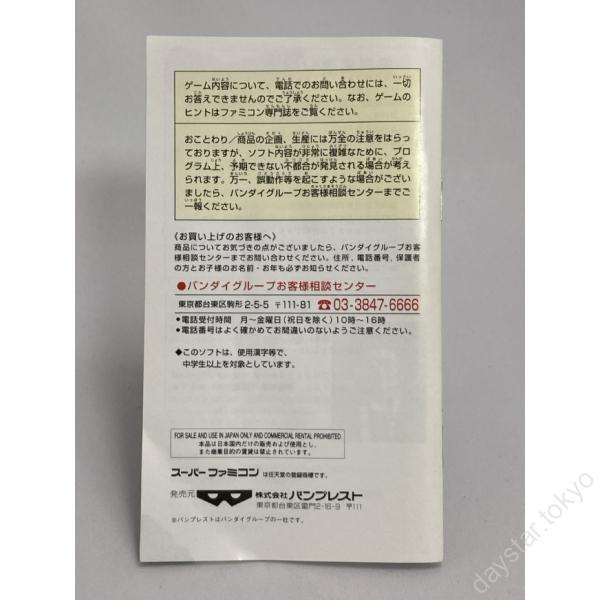 ゲーム内容について、電話でのお問い合わせには、一切
お答えできませんのでご了承ください。なお、ゲームの
ヒントはファミコン専門誌をご覧ください。
おことわり/商品の企画、生産には万全の注意をはらっ
ておりますが、ソフト内容が非常に複雑なために、プロ
グラム上、予期できない不都合が発見される場合が考え
られます。万一、誤動作等を起こすような場合がござい
ましたら、バンダイグループお客様相談センターまでご
一報ください。
《お買い上げのお客様へ》
商品についてお気づきの点がございましたら、バンダイグループお客
様相談センターまでお問い合わせください。住所、電話番号、保護者
の方とお子様のお名前・お年も必ずお知らせください。
●バンダイグループお客様相談センター
東京都台東区駒形2-5-5 〒111-81 ☎03-3847-6666
•電話受付時間 月〜金曜日(祝日を除く)10時〜16時
•電話番号はよく確かめてお間違いのないようご注意ください。
◆このソフトは、使用漢字等で、
中学生以上を対象としています。
FOR SALE AND USE IN JAPAN ONLY AND COMMERCIAL RENTAL PROHIBITED.
本品は日本国内だけの販売および使用とし、
また商業目的の賃貸は禁止されています。
スーパーファミコンは任天堂の登録商標です。
発売元 株式会社バンプレスト
東京都台東区雷門2-16-9 〒111
※バンプレストはバンダイグループの一社です。
daystar.tokyo